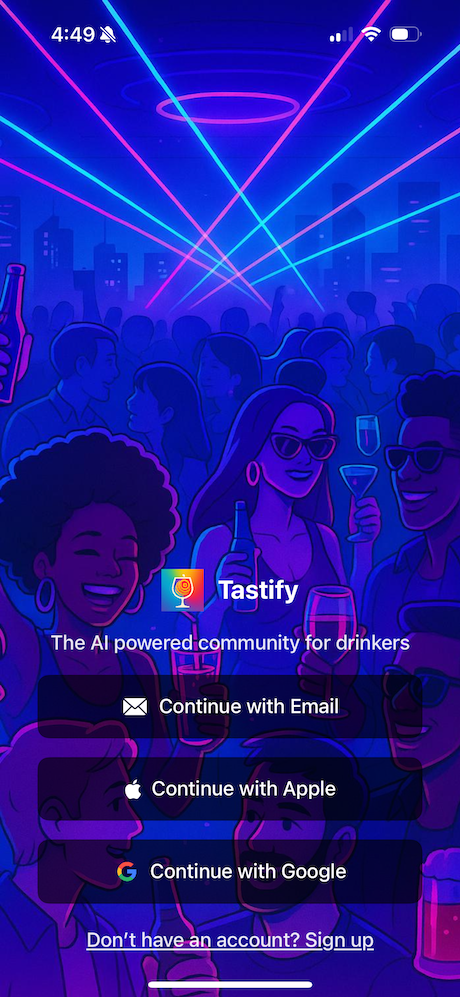 4:49
Tastify
The AI powered community for drinkers
Continue with Email
Continue with Apple
Continue with Google
Don’t have an account? Sign up